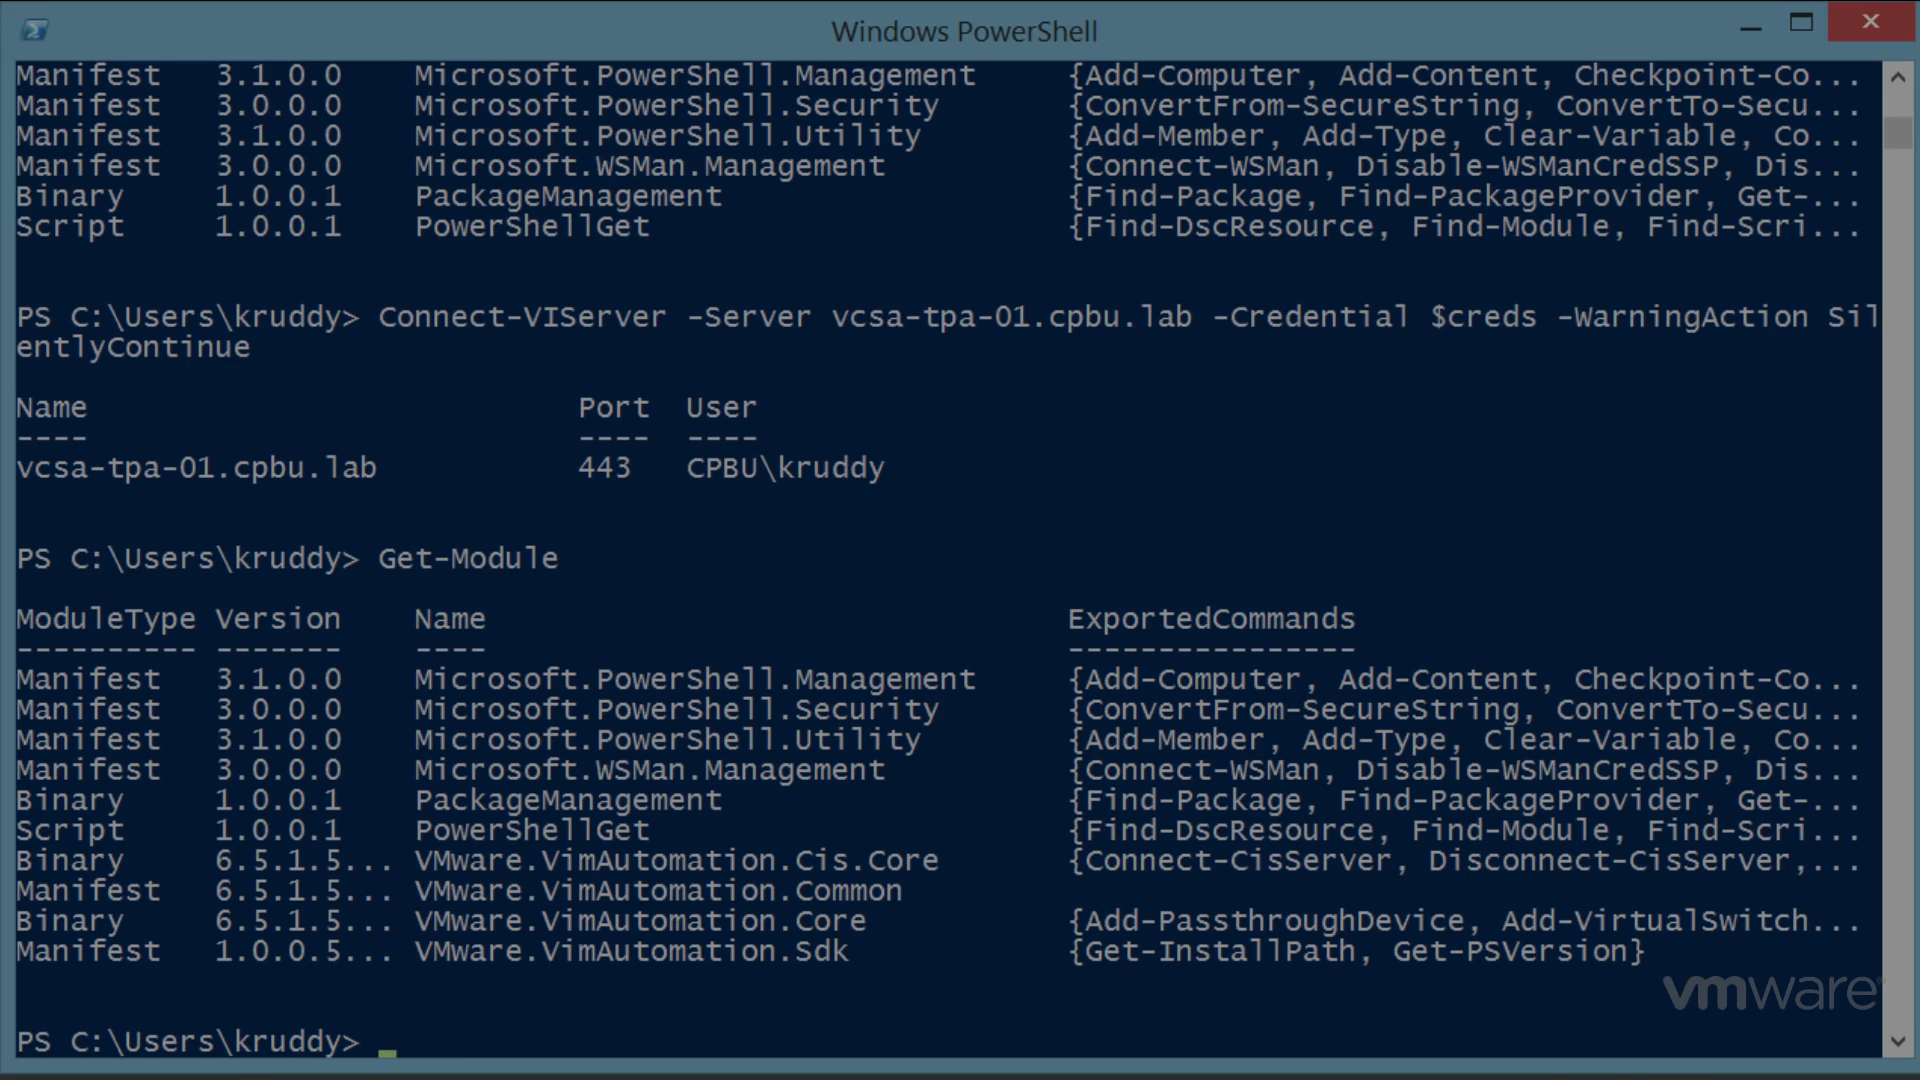 Windows PowerShell
Manifest   3.1.0.0    Microsoft.PowerShell.Management     {Add-Computer, Add-Content, Checkpoint-Co...
Manifest   3.0.0.0    Microsoft.PowerShell.Security       {ConvertFrom-SecureString, ConvertTo-Secu...
Manifest   3.1.0.0    Microsoft.PowerShell.Utility        {Add-Member, Add-Type, Clear-Variable, Co...
Manifest   3.0.0.0    Microsoft.WSMan.Management          {Connect-WSMan, Disable-WSManCredSSP, Dis...
Binary     1.0.0.1    PackageManagement                   {Find-Package, Find-PackageProvider, Get-...
Script     1.0.0.1    PowerShellGet                       {Find-DscResource, Find-Module, Find-Scri...
PS C:\Users\kruddy> Connect-VIServer -Server vcsa-tpa-01.cpbu.lab -Credential $creds -WarningAction Sil
entlyContinue
Name                           Port  User
----                           ----  ----
vcsa-tpa-01.cpbu.lab           443   CPBU\kruddy
PS C:\Users\kruddy> Get-Module
ModuleType Version    Name                                ExportedCommands
---------- -------    ----                                ----------------
Manifest   3.1.0.0    Microsoft.PowerShell.Management     {Add-Computer, Add-Content, Checkpoint-Co...
Manifest   3.0.0.0    Microsoft.PowerShell.Security       {ConvertFrom-SecureString, ConvertTo-Secu...
Manifest   3.1.0.0    Microsoft.PowerShell.Utility        {Add-Member, Add-Type, Clear-Variable, Co...
Manifest   3.0.0.0    Microsoft.WSMan.Management          {Connect-WSMan, Disable-WSManCredSSP, Dis...
Binary     1.0.0.1    PackageManagement                   {Find-Package, Find-PackageProvider, Get-...
Script     1.0.0.1    PowerShellGet                       {Find-DscResource, Find-Module, Find-Scri...
Binary     6.5.1.5... VMware.VimAutomation.Cis.Core       {Connect-CisServer, Disconnect-CisServer,...
Manifest   6.5.1.5... VMware.VimAutomation.Common
Binary     6.5.1.5... VMware.VimAutomation.Core           {Add-PassthroughDevice, Add-VirtualSwitch...
Manifest   1.0.0.5... VMware.VimAutomation.Sdk            {Get-InstallPath, Get-PSVersion}
vmware
PS C:\Users\kruddy>